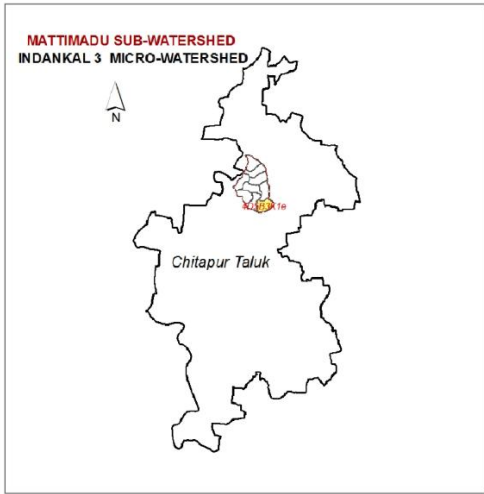 MATTIMADU SUB-WATERSHED
INDANKAL 3 MICRO-WATERSHED
N
Chitapur Taluk